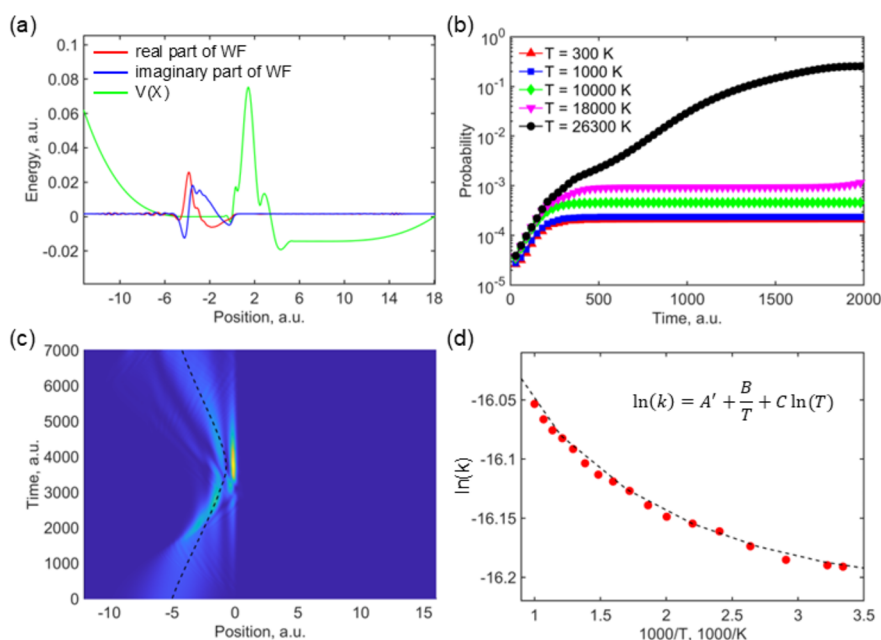 (a)
0.1
0.08
0.06
0.04
0.02
0
-0.02
Energy, a.u.
real part of WF
imaginary part of WF
V(X)
-10
-6
-2
2
6
10
14
18
Position, a.u.
(b)
10^0
10^-1
10^-2
10^-3
10^-4
10^-5
Probability
T = 300 K
T = 1000 K
T = 10000 K
T = 18000 K
T = 26300 K
0
500
1000
1500
2000
Time, a.u.
(c)
7000
6000
5000
4000
3000
2000
1000
0
Time, a.u.
-10
-5
0
5
10
15
Position, a.u.
(d)
-16.05
-16.1
-16.15
-16.2
ln(k)
ln(k) = A′ + B/T + C ln(T)
1
1.5
2
2.5
3
3.5
1000/T, 1000/K